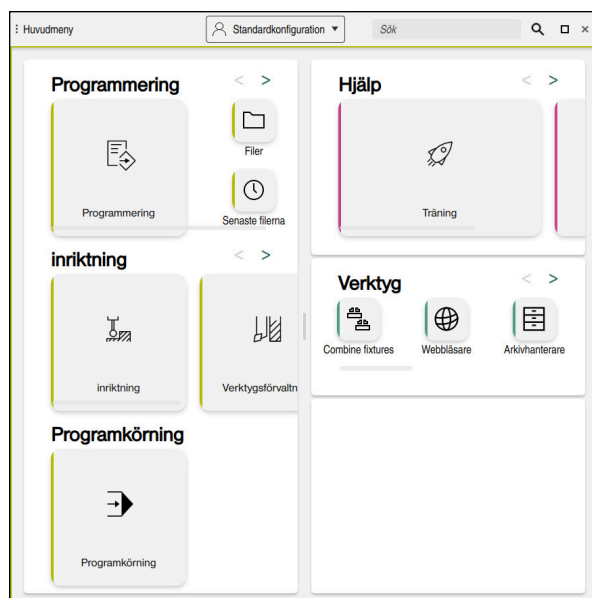 Huvudmeny
Standardkonfiguration
Sök
Programmering
Programmering
Filer
Senaste filerna
inriktning
inriktning
Verktygsförvaltn
Programkörning
Programkörning
Hjälp
Träning
Verktyg
Combine fixtures
Webbläsare
Arkivhanterare